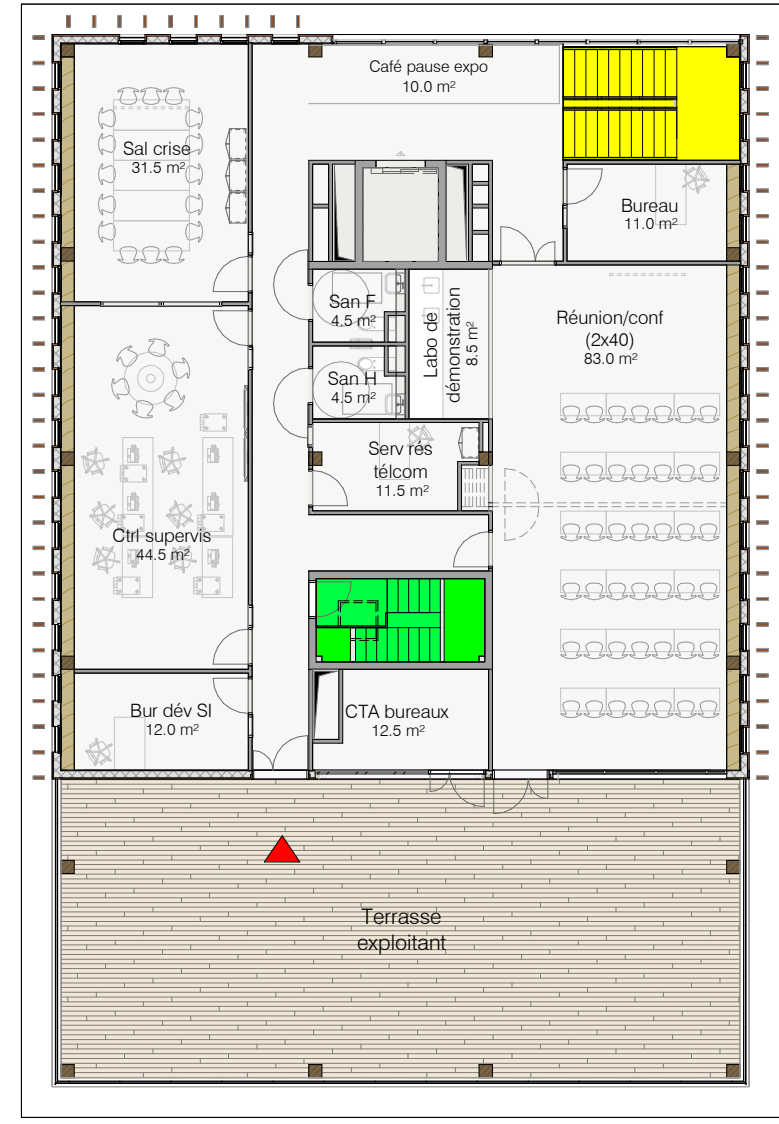 Café pause expo
10.0 m²
Sal crise
31.5 m²
Bureau
11.0 m²
San F
4.5 m²
Labo de
démonstration
8.5 m²
Réunion/conf
(2x40)
83.0 m²
San H
4.5 m²
Serv rés
télcom
11.5 m²
Ctrl supervis
44.5 m²
Bur dév SI
12.0 m²
CTA bureaux
12.5 m²
Terrasse
exploitant